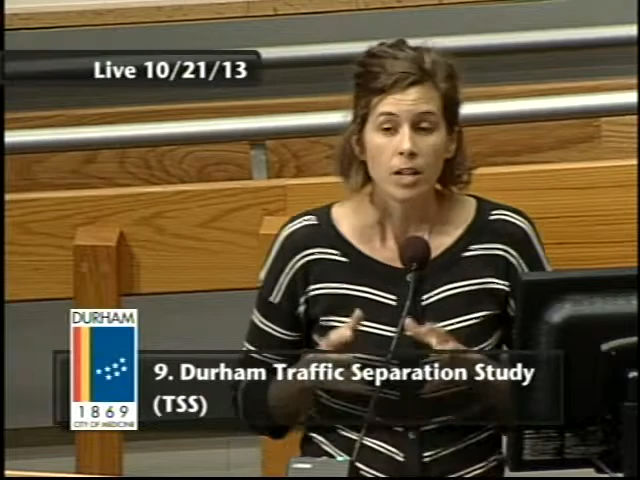 Live 10/21/13
DURHAM
1869
CITY OF MEDICINE
9. Durham Traffic Separation Study
(TSS)